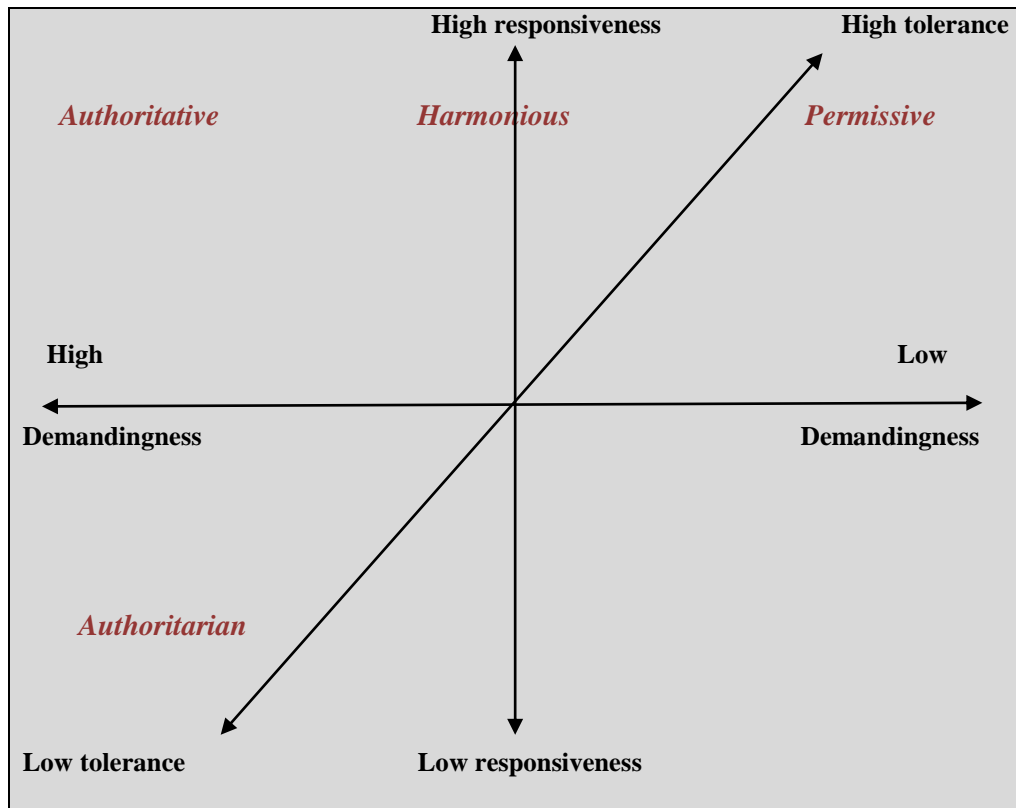 High responsiveness High tolerance
Authoritative Harmonious Permissive
High Low
Demandingness Demandingness
Authoritarian
Low tolerance Low responsiveness